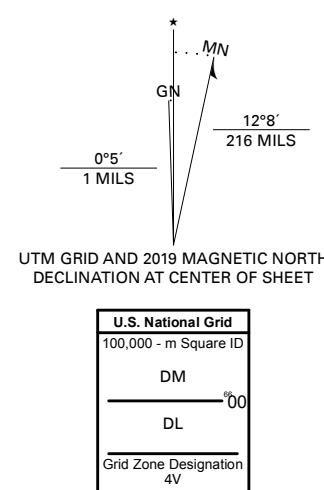 ★
MN
GN
12°8´
216 MILS
0°5´
1 MILS
UTM GRID AND 2019 MAGNETIC NORTH
DECLINATION AT CENTER OF SHEET
U.S. National Grid
100,000 - m Square ID
DM
6600
DL
Grid Zone Designation
4V